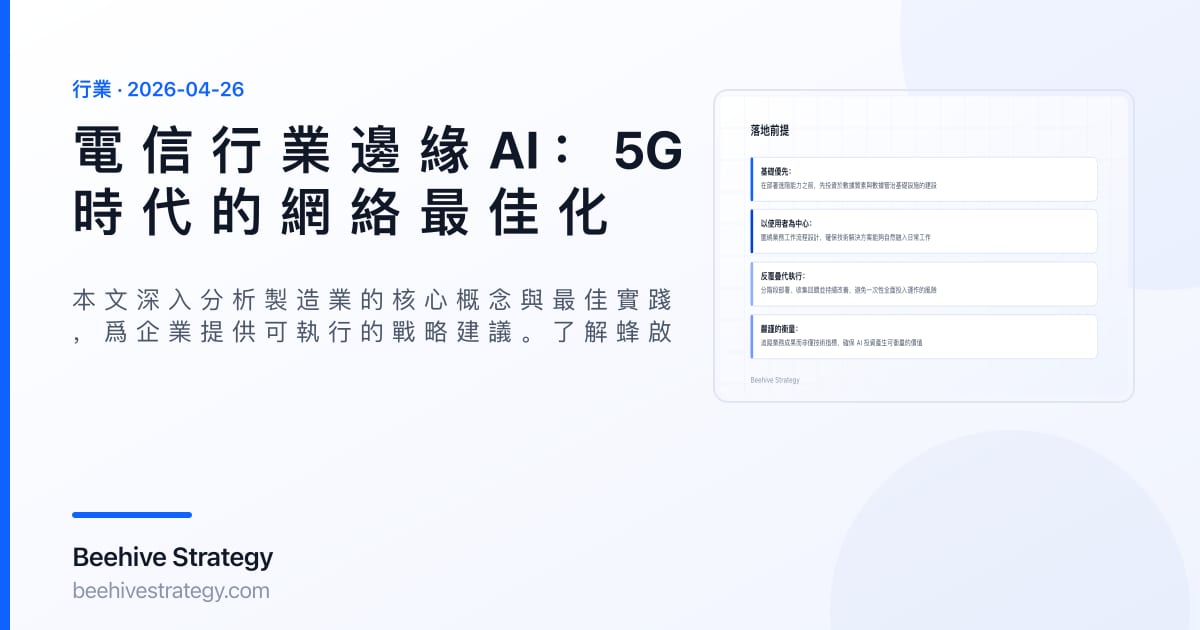 行業 · 2026-04-26
電信行業邊緣AI：5G
時代的網絡最佳化
本文深入分析製造業的核心概念與最佳實踐
，爲企業提供可執行的戰略建議。了解蜂啟
落地前提
基礎優先：
在部署進階能力之前，先投資於數據質素與數據管治基礎設施的建設
以使用者為中心：
圍繞業務工作流程設計，確保技術解決方案能夠自然融入日常工作
反覆疊代執行：
分階段部署、收集回饋並持續改善，避免一次性全面投入運作的風險
嚴謹的衡量：
追蹤業務成果而非僅技術指標，確保 AI 投資產生可衡量的價值
Beehive Strategy
Beehive Strategy
beehivestrategy.com